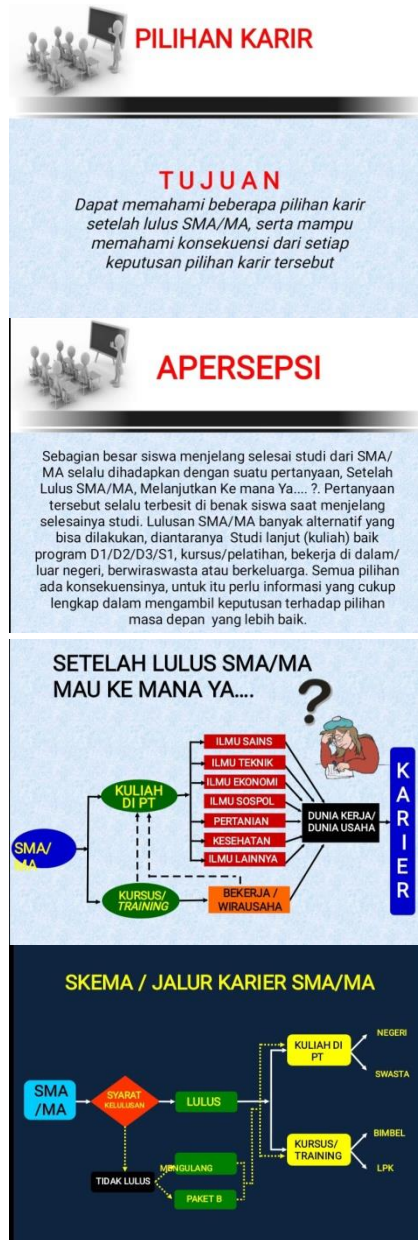 PILIHAN KARIR
T U J U A N
Dapat memahami beberapa pilihan karir
setelah lulus SMA/MA, serta mampu
memahami konsekuensi dari setiap
keputusan pilihan karir tersebut
APERSEPSI
Sebagian besar siswa menjelang selesai studi dari SMA/
MA selalu dihadapkan dengan suatu pertanyaan, Setelah
Lulus SMA/MA, Melanjutkan Ke mana Ya.... ?. Pertanyaan
tersebut selalu terbesit di benak siswa saat menjelang
selesainya studi. Lulusan SMA/MA banyak alternatif yang
bisa dilakukan, diantaranya Studi lanjut (kuliah) baik
program D1/D2/D3/S1, kursus/pelatihan, bekerja di dalam/
luar negeri, berwiraswasta atau berkeluarga. Semua pilihan
ada konsekuensinya, untuk itu perlu informasi yang cukup
lengkap dalam mengambil keputusan terhadap pilihan
masa depan yang lebih baik.
SETELAH LULUS SMA/MA
MAU KE MANA YA....
?
SMA/
MA
KULIAH
DI PT
KURSUS/
TRAINING
ILMU SAINS
ILMU TEKNIK
ILMU EKONOMI
ILMU SOSPOL
PERTANIAN
KESEHATAN
ILMU LAINNYA
BEKERJA /
WIRAUSAHA
DUNIA KERJA/
DUNIA USAHA
KARIER
SKEMA / JALUR KARIER SMA/MA
SMA
/MA
SYARAT
KELULUSAN
LULUS
TIDAK LULUS
MENGULANG
PAKET B
KULIAH DI
PT
NEGERI
SWASTA
KURSUS/
TRAINING
BIMBEL
LPK